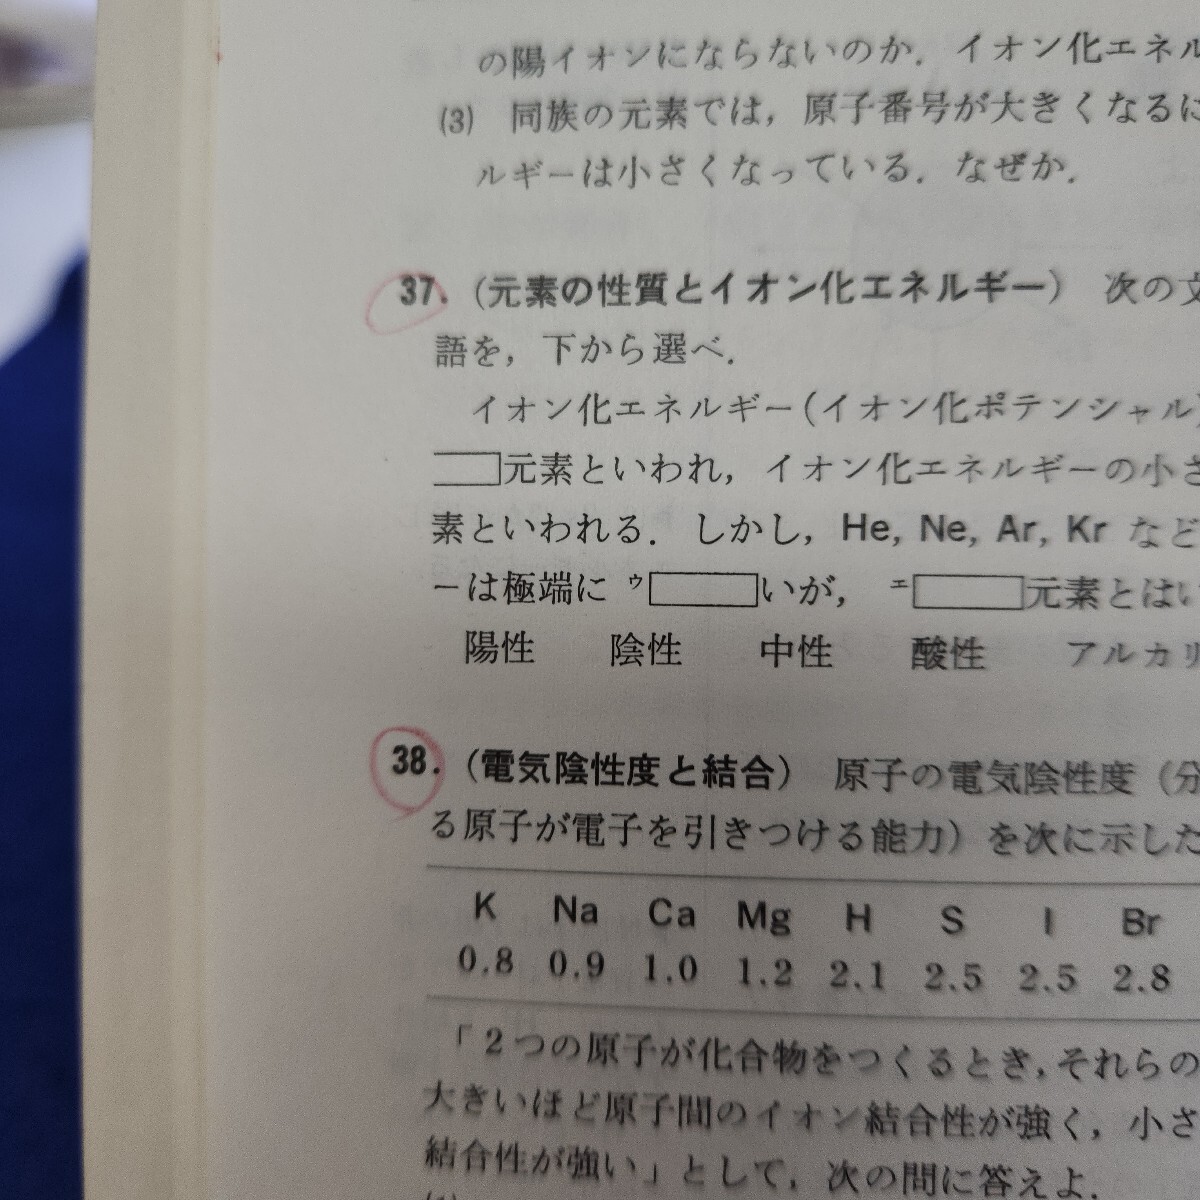 の陽イオンにならないのか．イオン化エネル
(3) 同族の元素では，原子番号が大きくなるに
ルギーは小さくなっている．なぜか．
37. (元素の性質とイオン化エネルギー) 次の文
語を，下から選べ．
イオン化エネルギー(イオン化ポテンシャル)
元素といわれ，イオン化エネルギーの小さ
素といわれる．しかし，He, Ne, Ar, Kr など
ーは極端に ゥ いが， ェ 元素とはい
陽性 陰性 中性 酸性 アルカリ
38. (電気陰性度と結合) 原子の電気陰性度（分
る原子が電子を引きつける能力）を次に示した
K Na Ca Mg H S I Br
0.8 0.9 1.0 1.2 2.1 2.5 2.5 2.8
「2つの原子が化合物をつくるとき，それらの
大きいほど原子間のイオン結合性が強く，小さ
結合性が強い」として，次の問に答えよ．